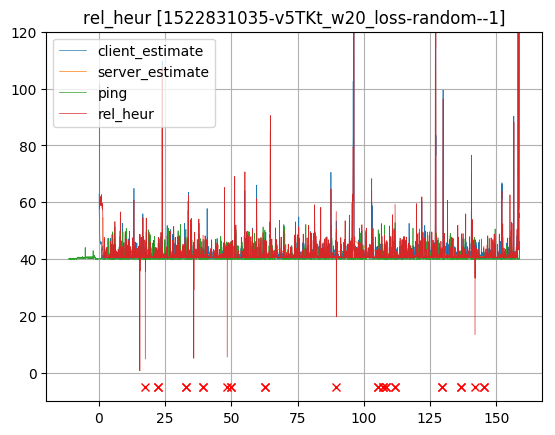 rel_heur [1522831035-v5TKt_w20_loss-random--1]
client_estimate
server_estimate
ping
rel_heur
120
100
80
60
40
20
0
0 25 50 75 100 125 150